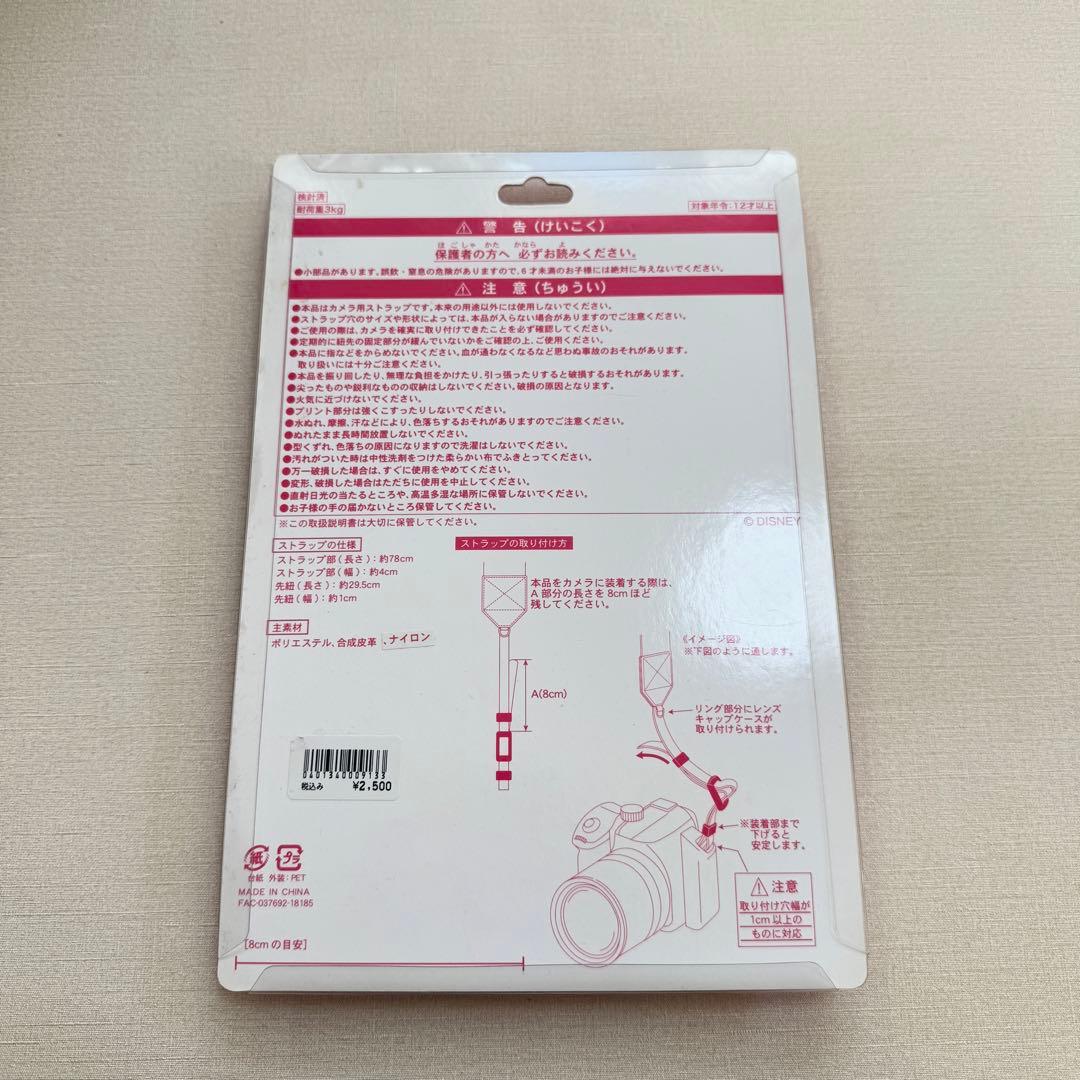 検針済
耐荷重3kg
対象年令:12才以上
警 告(けいこく)
ほ ご しゃ かた かなら よ
保護者の方へ 必ずお読みください。
●小部品があります。誤飲・窒息の危険がありますので、6才未満のお子様には絶対に与えないでください。
注 意(ちゅうい)
●本品はカメラ用ストラップです。本来の用途以外には使用しないでください。
●ストラップ穴のサイズや形状によっては、本品が入らない場合がありますのでご注意ください。
●ご使用の際は、カメラを確実に取り付けできたことを必ず確認してください。
●定期的に紐先の固定部分が緩んでいないかをご確認の上、ご使用ください。
●本品に指などをからめないでください。血が通わなくなるなど思わぬ事故のおそれがあります。
取り扱いには十分ご注意ください。
●本品を振り回したり、無理な負担をかけたり、引っ張ったりすると破損するおそれがあります。
●尖ったものや鋭利なものの収納はしないでください。破損の原因となります。
●火気に近づけないでください。
●プリント部分は強くこすったりしないでください。
●水ぬれ、摩擦、汗などにより、色落ちするおそれがありますのでご注意ください。
●ぬれたまま長時間放置しないでください。
●型くずれ、色落ちの原因になりますので洗濯はしないでください。
●汚れがついた時は中性洗剤をつけた柔らかい布でふきとってください。
●万一破損した場合は、すぐに使用をやめてください。
●変形、破損した場合はただちに使用を中止してください。
●直射日光の当たるところや、高温多湿な場所に保管しないでください。
●お子様の手の届かないところ保管してください。
※この取扱説明書は大切に保管してください。
© DISNEY
ストラップの仕様
ストラップ部(長さ):約78cm
ストラップ部(幅):約4cm
先紐(長さ):約29.5cm
先紐(幅):約1cm
主素材
ポリエステル、合成皮革、ナイロン
ストラップの取り付け方
本品をカメラに装着する際は、
A 部分の長さを 8cm ほど
残してください。
A(8cm)
《イメージ図》
※下図のように通します。
リング部分にレンズ
キャップケースが
取り付けられます。
※装着部まで
下げると
安定します。
注意
取り付け穴幅が
1cm以上の
ものに対応
0401340009133
税込み ¥2,500
紙 プラ
台紙 外装:PET
MADE IN CHINA
FAC-037692-18185
[8cmの目安]